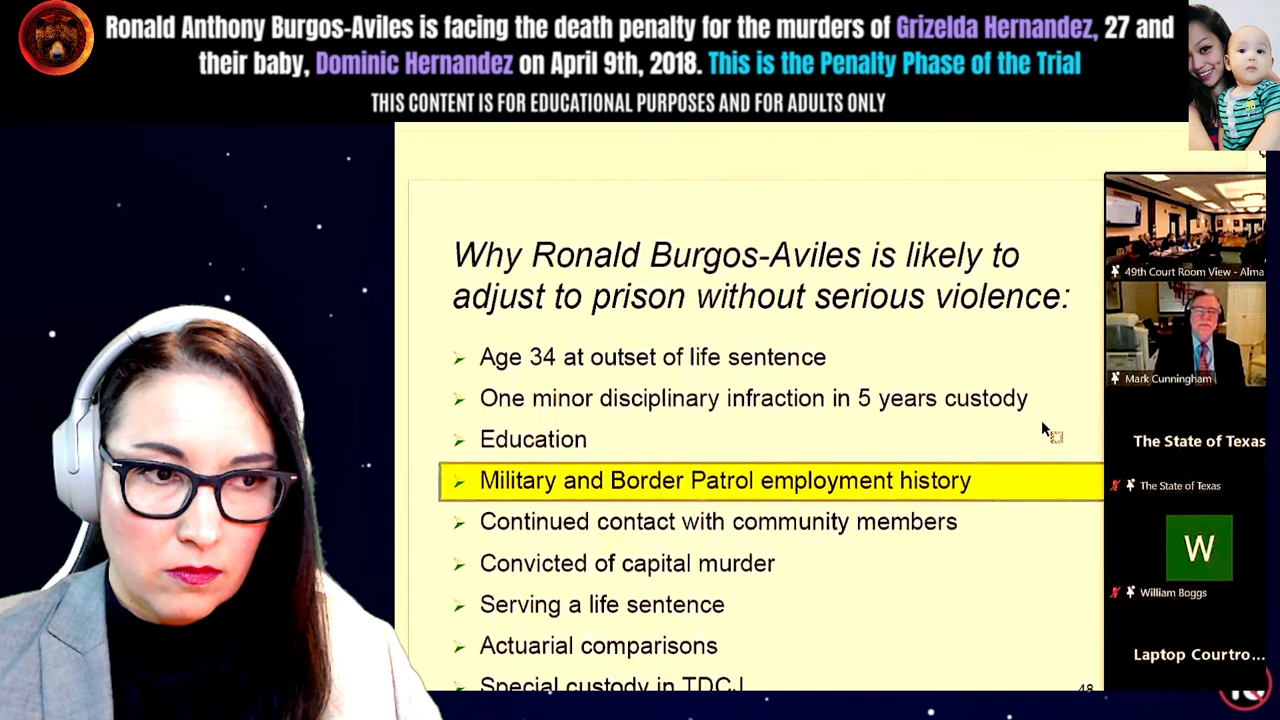 Ronald Anthony Burgos-Aviles is facing the death penalty for the murders of Grizelda Hernandez, 27 and
their baby, Dominic Hernandez on April 9th, 2018. This is the Penalty Phase of the Trial
THIS CONTENT IS FOR EDUCATIONAL PURPOSES AND FOR ADULTS ONLY
Why Ronald Burgos-Aviles is likely to
adjust to prison without serious violence:
Age 34 at outset of life sentence
One minor disciplinary infraction in 5 years custody
Education
Military and Border Patrol employment history
Continued contact with community members
Convicted of capital murder
Serving a life sentence
Actuarial comparisons
Special custody in TDCJ
48
49th Court Room View - Alma
Mark Cunningham
The State of Texas
The State of Texas
W
William Boggs
Laptop Courtro...